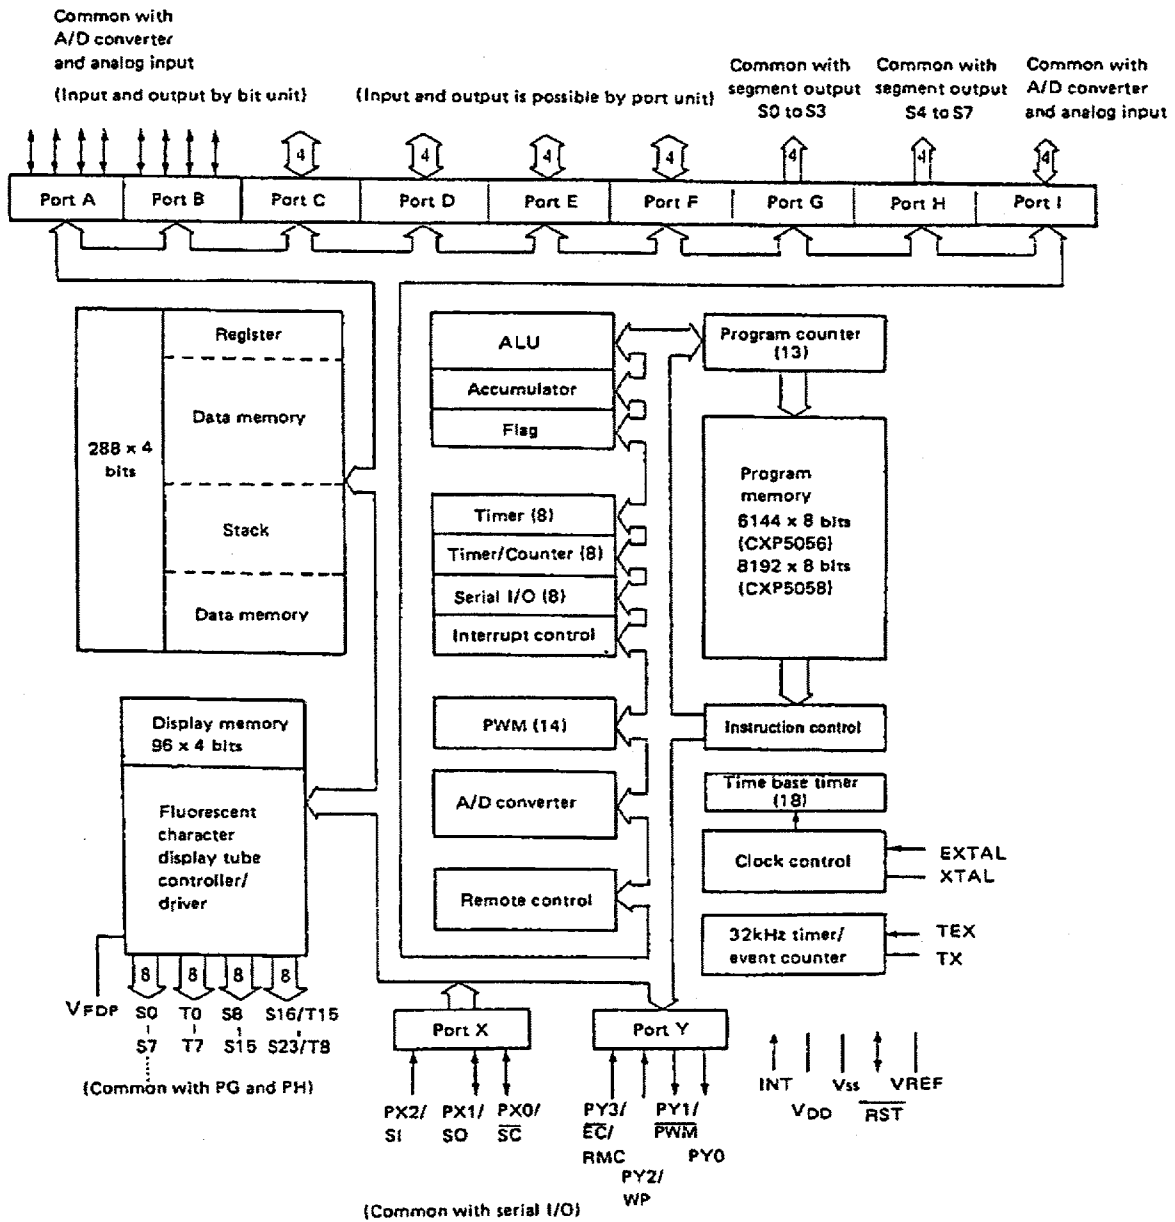 Common with
A/D converter
and analog input
(Input and output by bit unit)
(Input and output is possible by port unit)
Common with
segment output
S0 to S3
Common with
segment output
S4 to S7
Common with
A/D converter
and analog input
4
4
4
4
4
4
4
Port A
Port B
Port C
Port D
Port E
Port F
Port G
Port H
Port I
288 x 4
bits
Register
Data memory
Stack
Data memory
ALU
Accumulator
Flag
Timer (8)
Timer/Counter (8)
Serial I/O (8)
Interrupt control
PWM (14)
A/D converter
Remote control
Program counter
(13)
Program
memory
6144 x 8 bits
(CXP5056)
8192 x 8 bits
(CXP5058)
Instruction control
Time base timer
(18)
Clock control
EXTAL
XTAL
32kHz timer/
event counter
TEX
TX
Display memory
96 x 4 bits
Fluorescent
character
display tube
controller/
driver
8
8
8
8
VFDP
S0
S7
T0
T7
S8
S15
S16/T15
S23/T8
(Common with PG and PH)
Port X
Port Y
PX2/
SI
PX1/
SO
PX0/
SC
PY3/
EC/
RMC
PY2/
WP
PY1/
PWM
PY0
INT
VDD
Vss
RST
VREF
(Common with serial I/O)